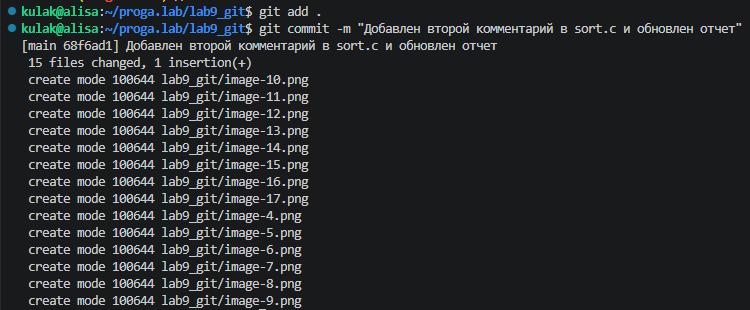 kulak@alisa:~/proga.lab/lab9_git$ git add .
kulak@alisa:~/proga.lab/lab9_git$ git commit -m "Добавлен второй комментарий в sort.c и обновлен отчет"
[main 68f6ad1] Добавлен второй комментарий в sort.c и обновлен отчет
 15 files changed, 1 insertion(+)
 create mode 100644 lab9_git/image-10.png
 create mode 100644 lab9_git/image-11.png
 create mode 100644 lab9_git/image-12.png
 create mode 100644 lab9_git/image-13.png
 create mode 100644 lab9_git/image-14.png
 create mode 100644 lab9_git/image-15.png
 create mode 100644 lab9_git/image-16.png
 create mode 100644 lab9_git/image-17.png
 create mode 100644 lab9_git/image-4.png
 create mode 100644 lab9_git/image-5.png
 create mode 100644 lab9_git/image-6.png
 create mode 100644 lab9_git/image-7.png
 create mode 100644 lab9_git/image-8.png
 create mode 100644 lab9_git/image-9.png